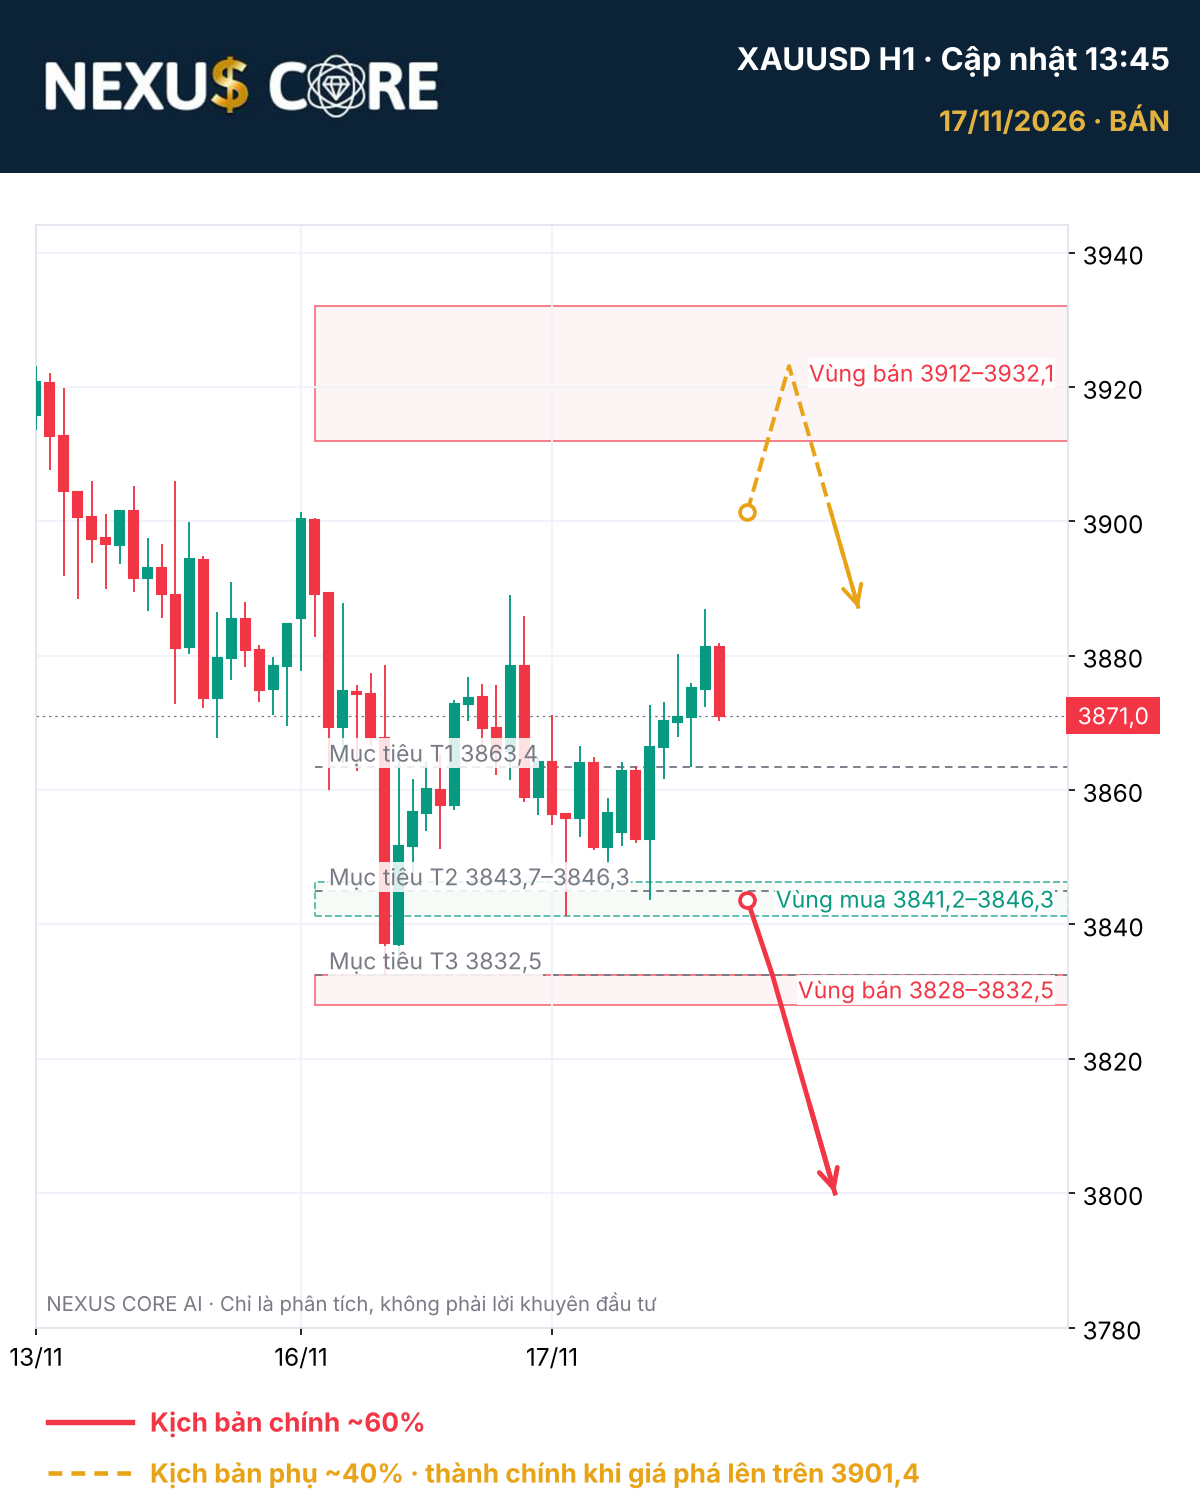 NEXU$ CORE
XAUUSD H1 · Cập nhật 13:45
17/11/2026 · BÁN
3940
Vùng bán 3912–3932,1
3920
3900
3880
3871,0
Mục tiêu T1 3863,4
3860
Mục tiêu T2 3843,7–3846,3
Vùng mua 3841,2–3846,3
3840
Mục tiêu T3 3832,5
Vùng bán 3828–3832,5
3820
3800
NEXUS CORE AI · Chỉ là phân tích, không phải lời khuyên đầu tư
3780
13/11 16/11 17/11
Kịch bản chính ~60%
Kịch bản phụ ~40% · thành chính khi giá phá lên trên 3901,4